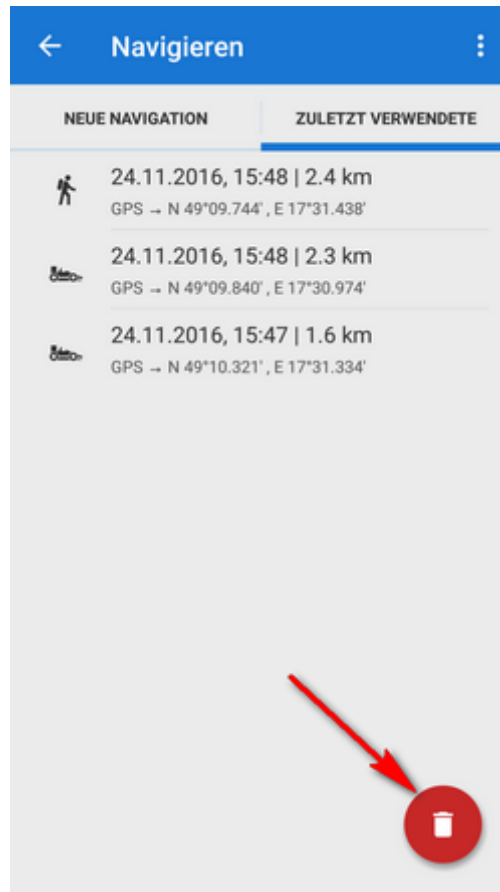 Navigieren
NEUE NAVIGATION
ZULETZT VERWENDETE
24.11.2016, 15:48 | 2.4 km
GPS → N 49°09.744', E 17°31.438'
24.11.2016, 15:48 | 2.3 km
GPS → N 49°09.840', E 17°30.974'
24.11.2016, 15:47 | 1.6 km
GPS → N 49°10.321', E 17°31.334'